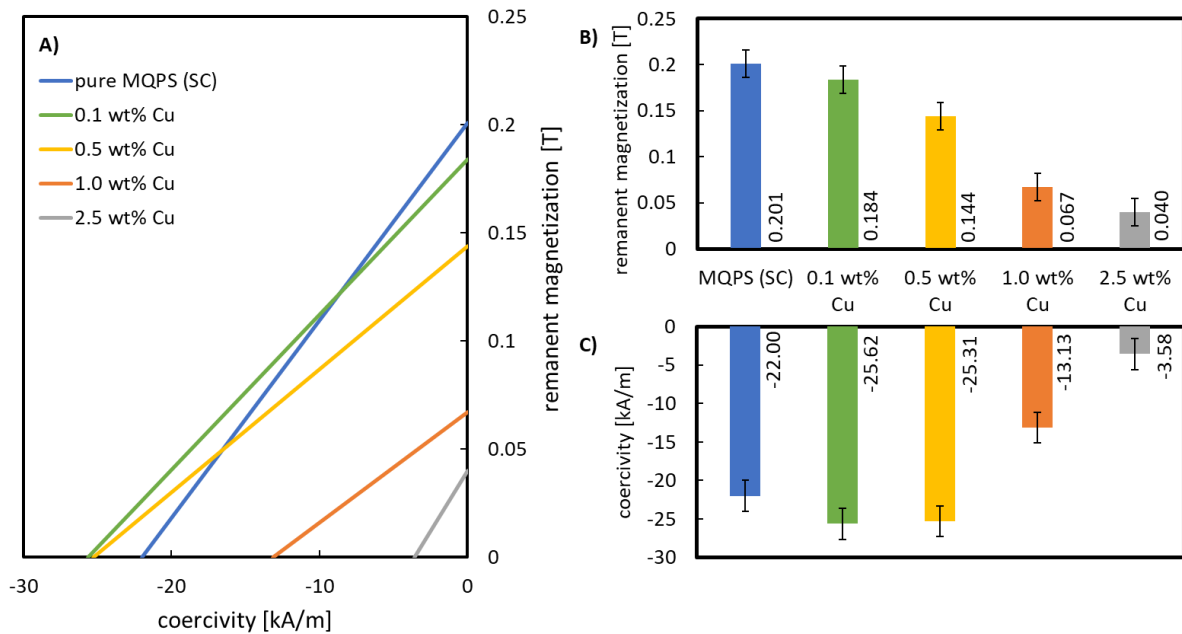 A)
pure MQPS (SC)
0.1 wt% Cu
0.5 wt% Cu
1.0 wt% Cu
2.5 wt% Cu
0.25
0.2
0.15
0.1
0.05
0
remanent magnetization [T]
-30
-20
-10
0
coercivity [kA/m]
B)
remanent magnetization [T]
0.25
0.2
0.15
0.1
0.05
0
0.201
0.184
0.144
0.067
0.040
MQPS (SC)
0.1 wt%
Cu
0.5 wt%
Cu
1.0 wt%
Cu
2.5 wt%
Cu
C)
coercivity [kA/m]
0
-5
-10
-15
-20
-25
-30
-22.00
-25.62
-25.31
-13.13
-3.58